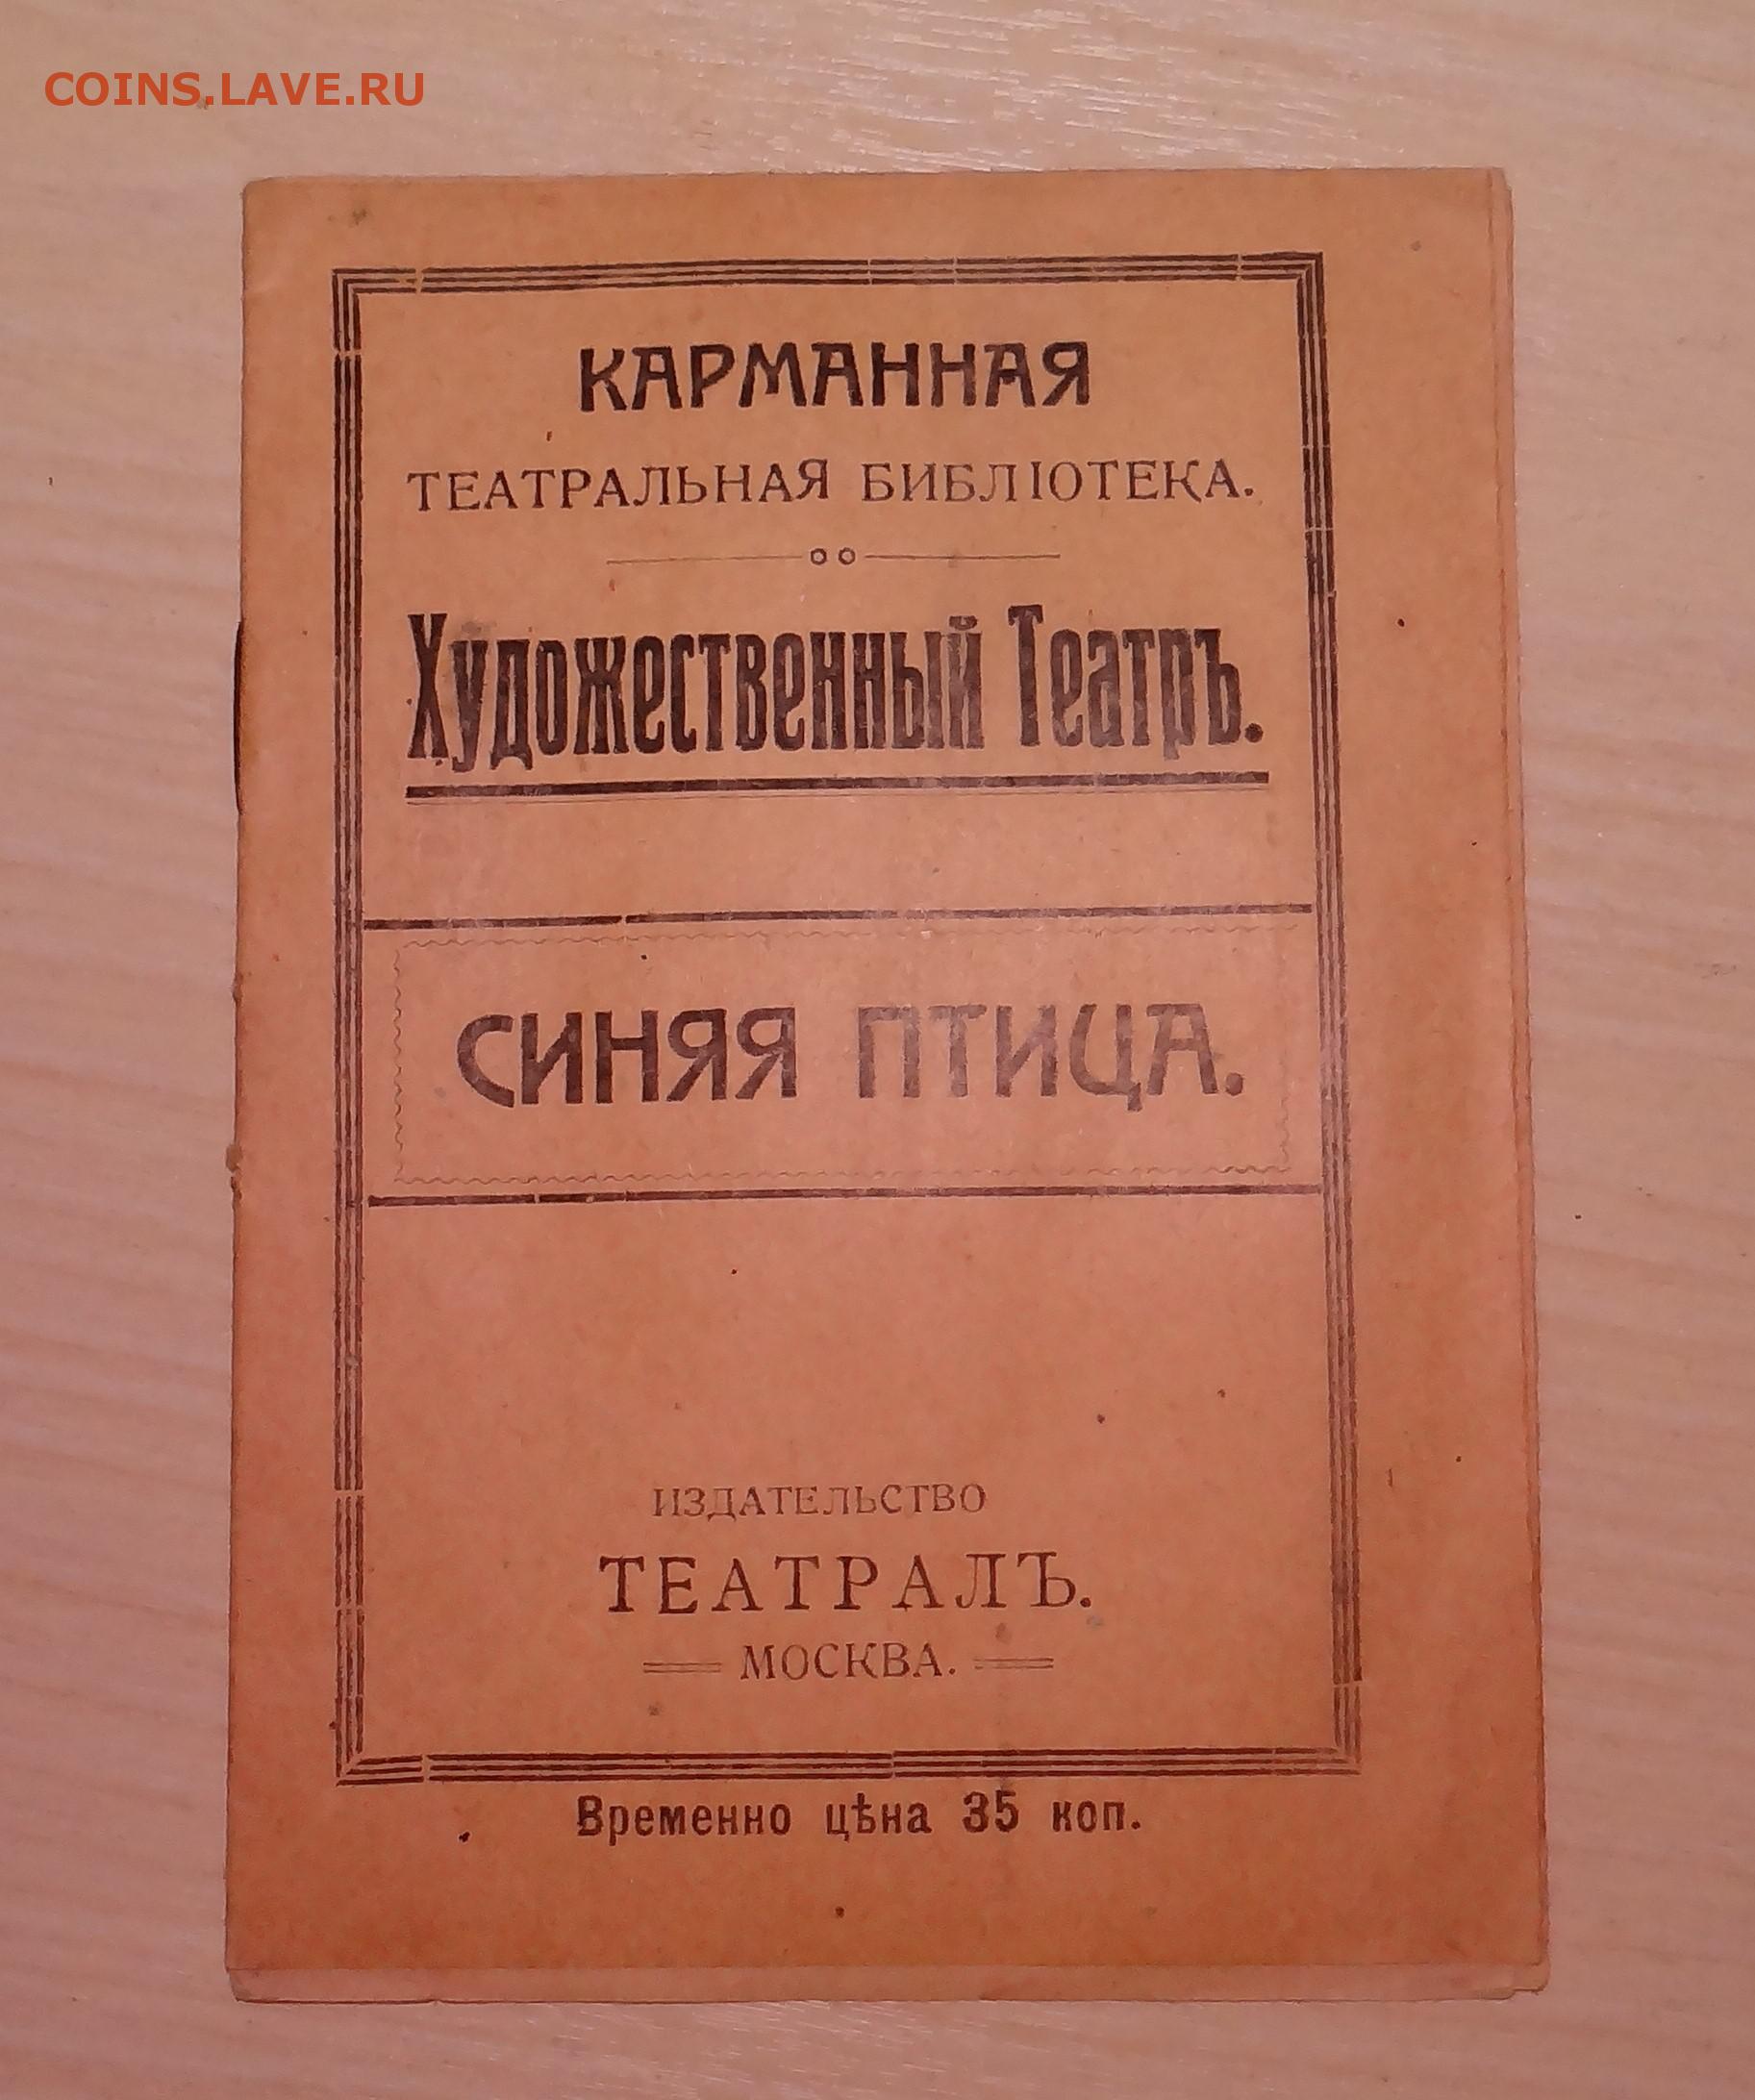 COINS.LAVE.RU
КАРМАННАЯ
ТЕАТРАЛЬНАЯ БИБЛІОТЕКА.
Художественный Театръ.
СИНЯЯ ПТИЦА.
ИЗДАТЕЛЬСТВО
ТЕАТРАЛЪ.
МОСКВА.
Временно цѣна 35 коп.